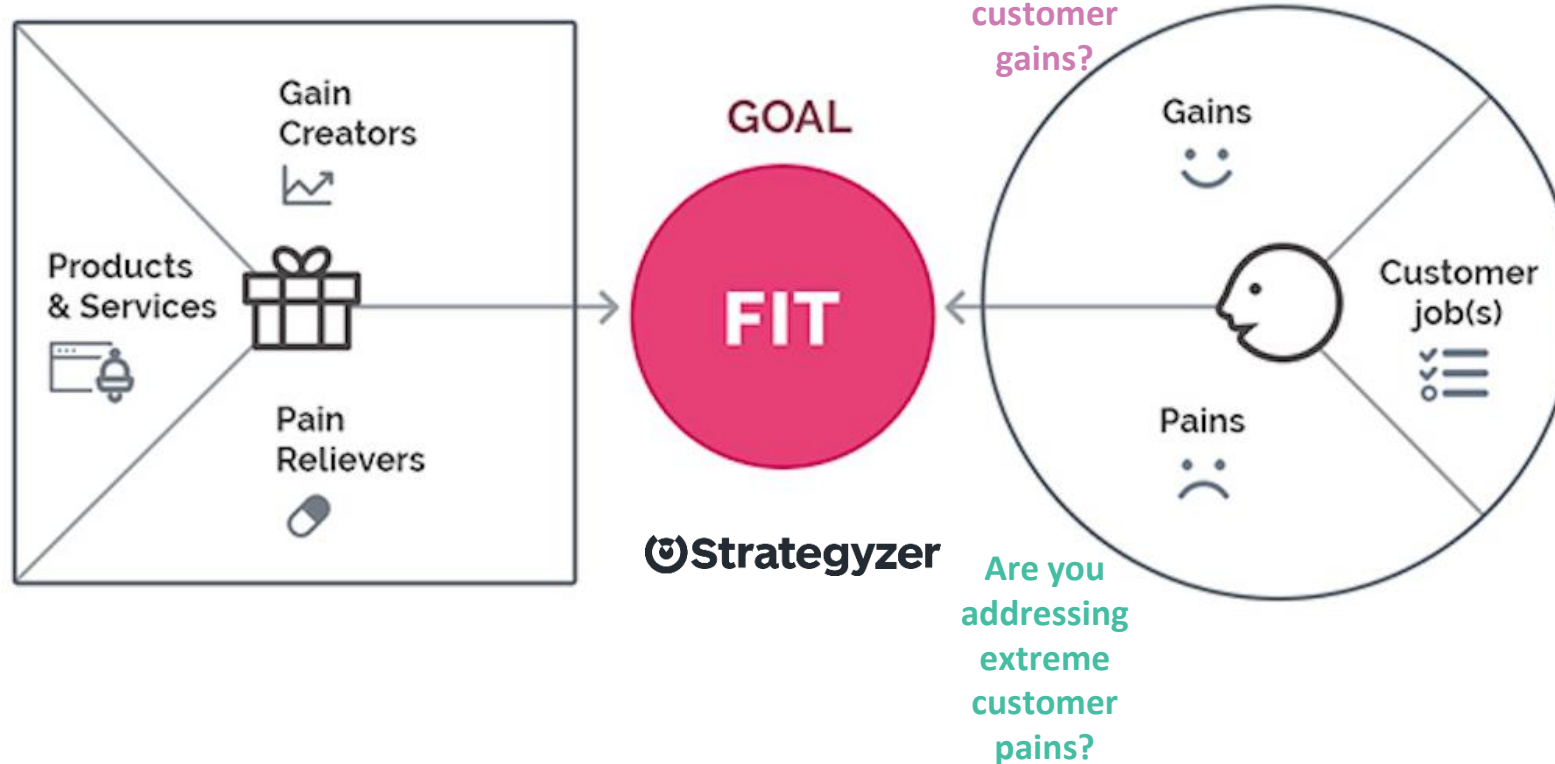 customer
gains?
Gain
Creators
Products
& Services
Pain
Relievers
GOAL
FIT
Strategyzer
Gains
Customer
job(s)
Pains
Are you
addressing
extreme
customer
pains?